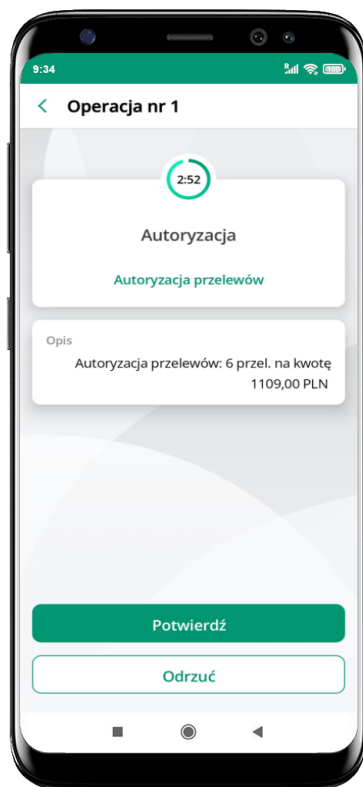 9:34
Operacja nr 1
2:52
Autoryzacja
Autoryzacja przelewów
Opis
Autoryzacja przelewów: 6 przel. na kwotę
1109,00 PLN
Potwierdź
Odrzuć